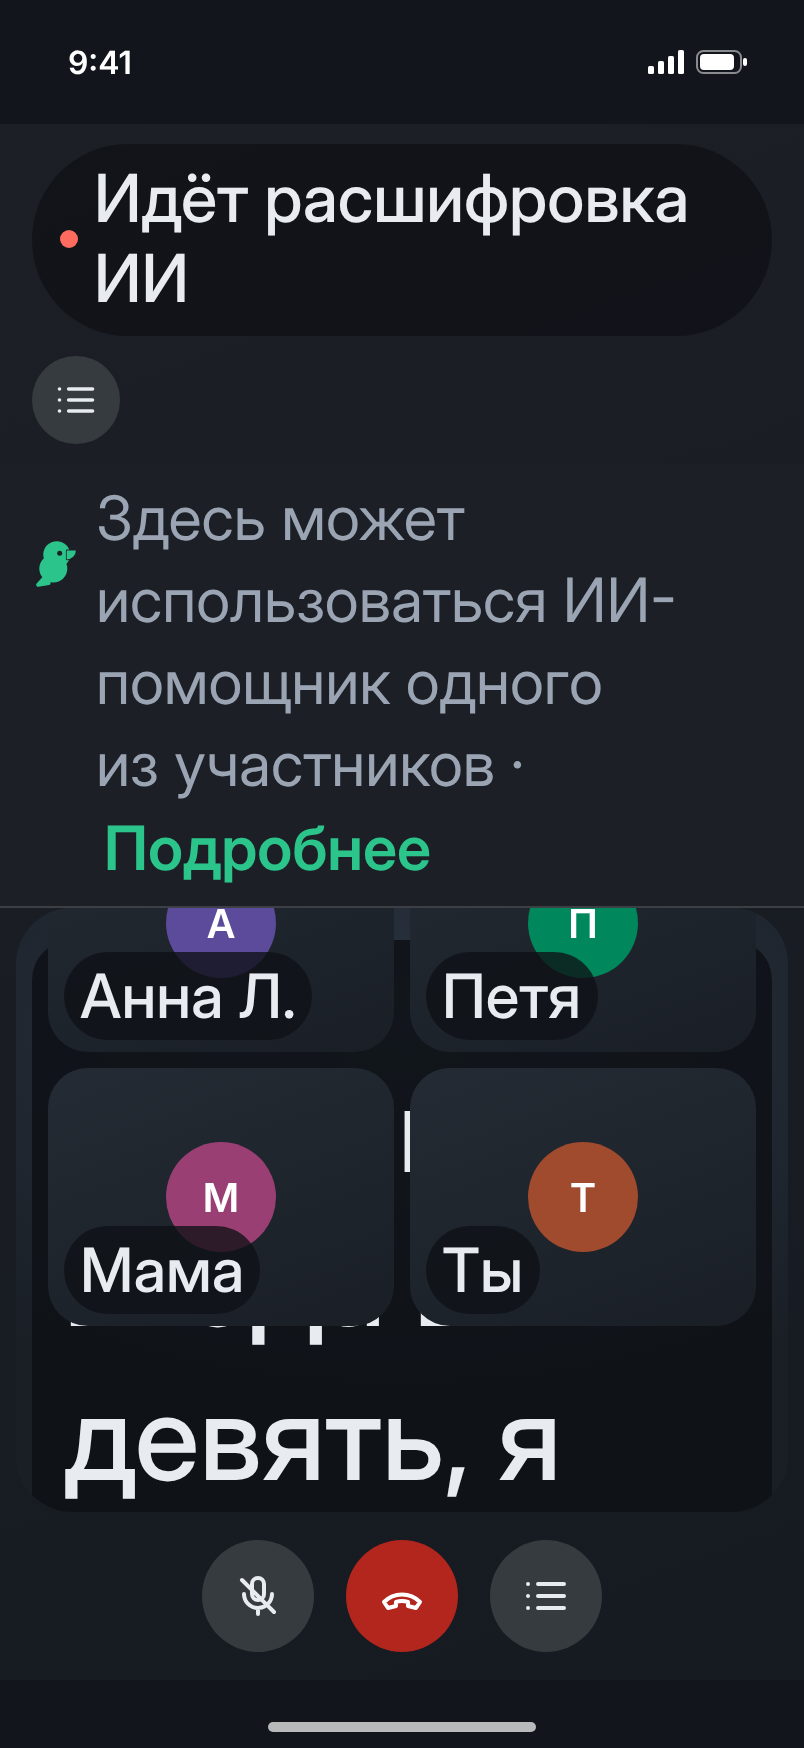 9:41
Идёт расшифровка
ИИ
Здесь может
использоваться ИИ-
помощник одного
из участников ·
Подробнее
А
П
Анна Л.
Петя
М
Т
Мама
Ты
девять, я